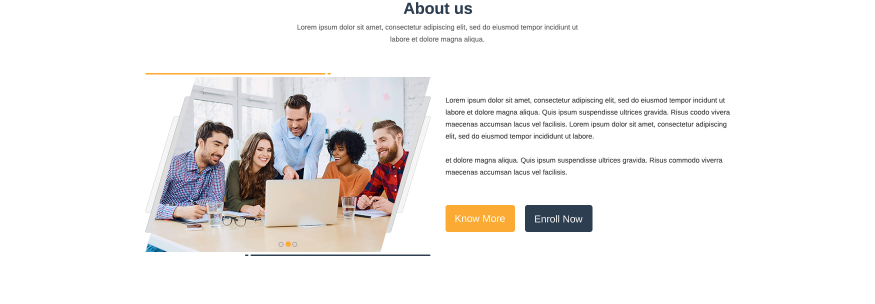 About us
Lorem ipsum dolor sit amet, consectetur adipiscing elit, sed do eiusmod tempor incididunt ut
labore et dolore magna aliqua.
Lorem ipsum dolor sit amet, consectetur adipiscing elit, sed do eiusmod tempor incididunt ut
labore et dolore magna aliqua. Quis ipsum suspendisse ultrices gravida. Risus coodo viverra
maecenas accumsan lacus vel facilisis. Lorem ipsum dolor sit amet, consectetur adipiscing
elit, sed do eiusmod tempor incididunt ut labore.
et dolore magna aliqua. Quis ipsum suspendisse ultrices gravida. Risus commodo viverra
maecenas accumsan lacus vel facilisis.
Know More
Enroll Now